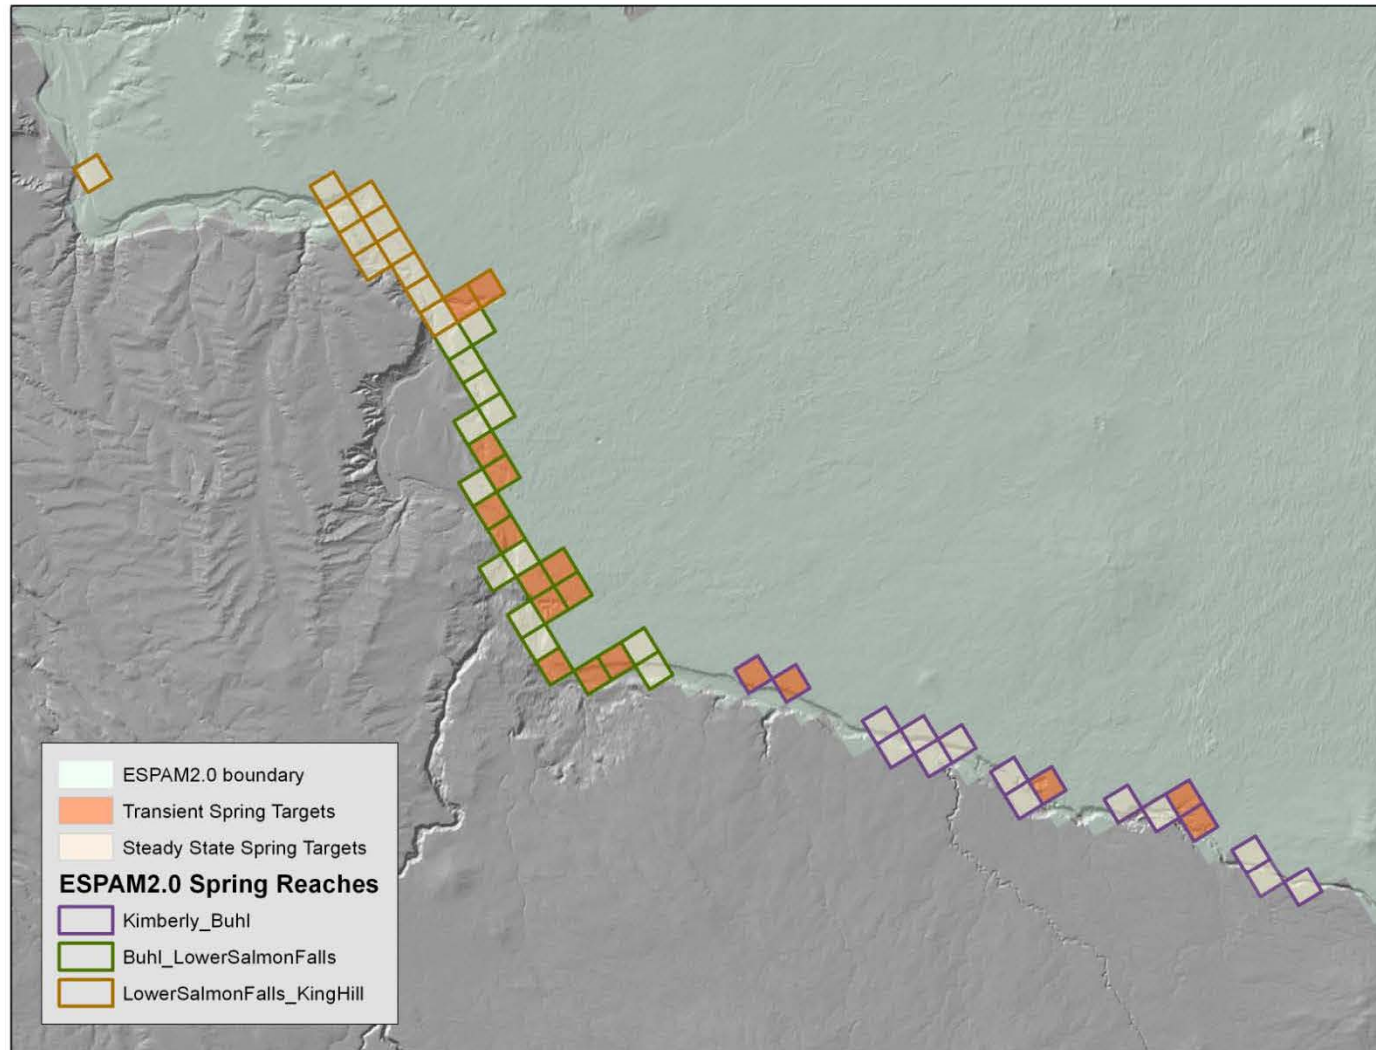 ESPAM2.0 boundary
Transient Spring Targets
Steady State Spring Targets
ESPAM2.0 Spring Reaches
Kimberly_Buhl
Buhl_LowerSalmonFalls
LowerSalmonFalls_KingHill